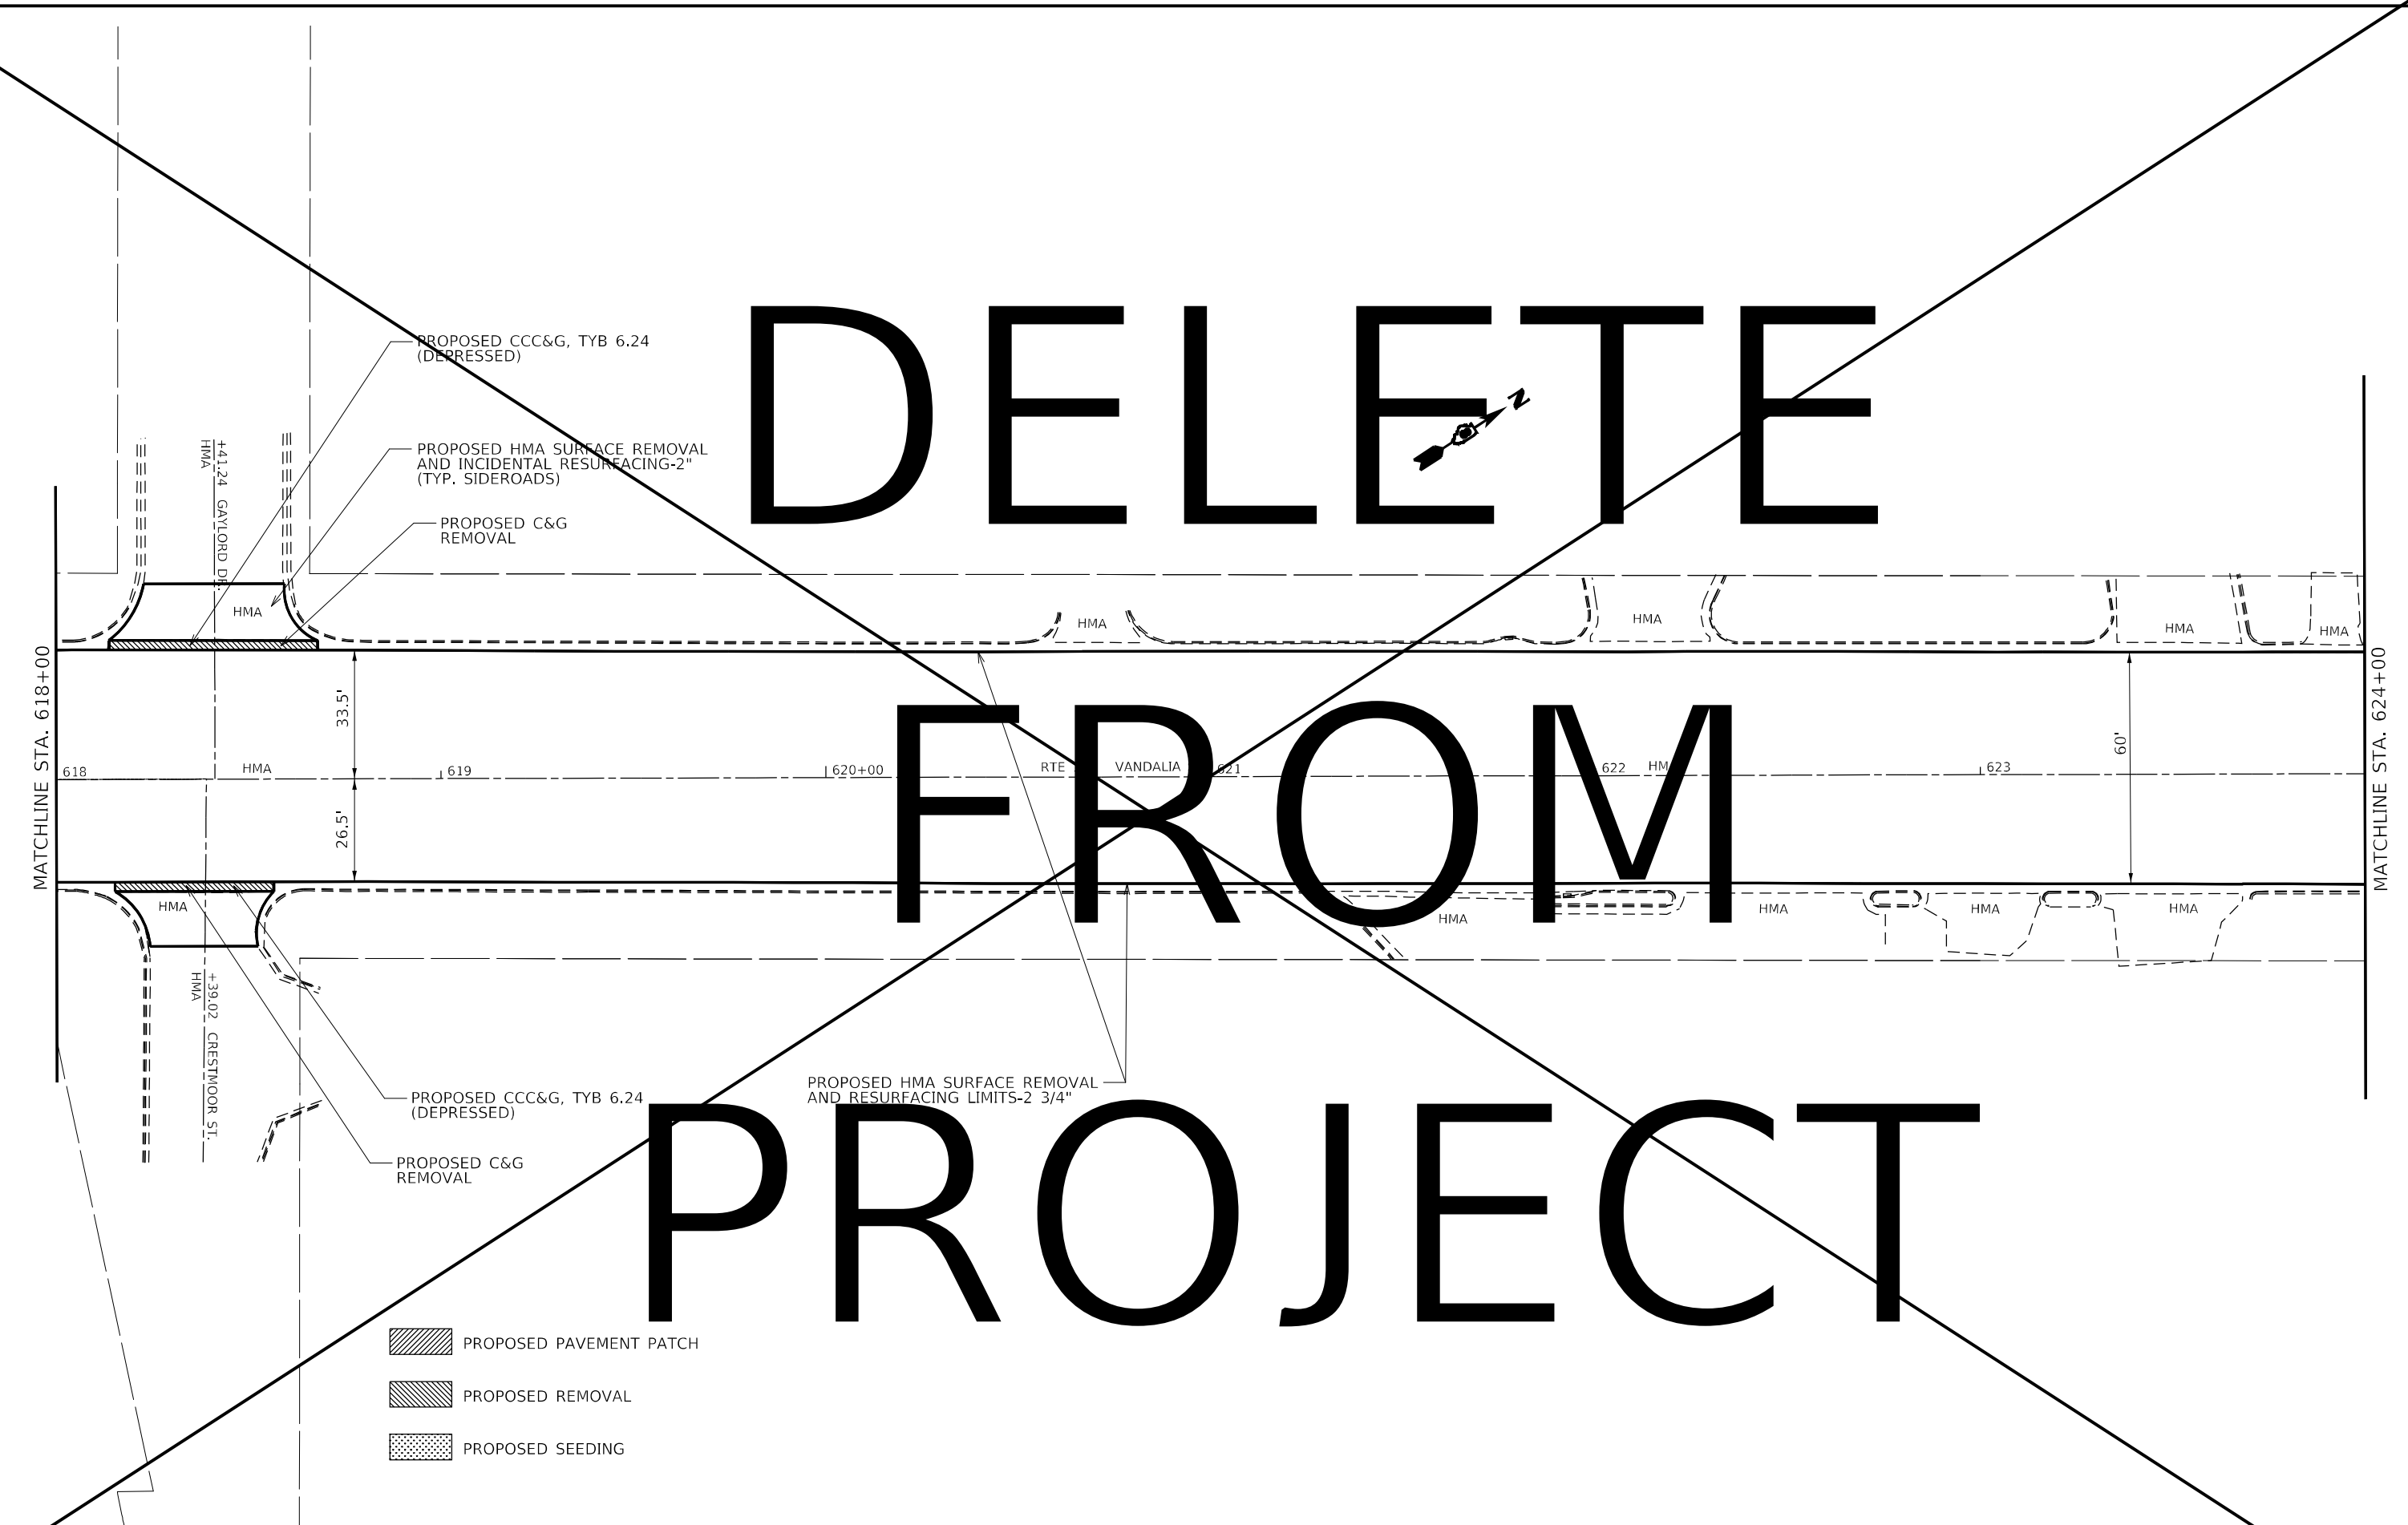 DELETE
FROM
PROJECT
PROPOSED CCC&G, TYB 6.24
(DEPRESSED)
PROPOSED HMA SURFACE REMOVAL
AND INCIDENTAL RESURFACING-2"
(TYP. SIDEROADS)
PROPOSED C&G
REMOVAL
N
+41.24 GAYLORD DR.
HMA
HMA
HMA
HMA
HMA
HMA
MATCHLINE STA. 618+00
33.5'
26.5'
618
HMA
619
620+00
RTE
VANDALIA
621
622
HMA
623
60'
MATCHLINE STA. 624+00
HMA
HMA
HMA
HMA
HMA
+39.02 CRESTMOOR ST.
HMA
PROPOSED CCC&G, TYB 6.24
(DEPRESSED)
PROPOSED C&G
REMOVAL
PROPOSED HMA SURFACE REMOVAL
AND RESURFACING LIMITS-2 3/4"
PROPOSED PAVEMENT PATCH
PROPOSED REMOVAL
PROPOSED SEEDING